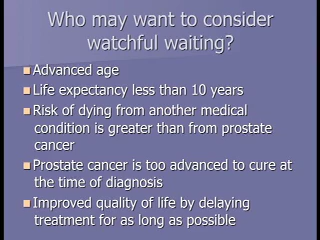 Who may want to consider
watchful waiting?
Advanced age
Life expectancy less than 10 years
Risk of dying from another medical
condition is greater than from prostate
cancer
Prostate cancer is too advanced to cure at
the time of diagnosis
Improved quality of life by delaying
treatment for as long as possible